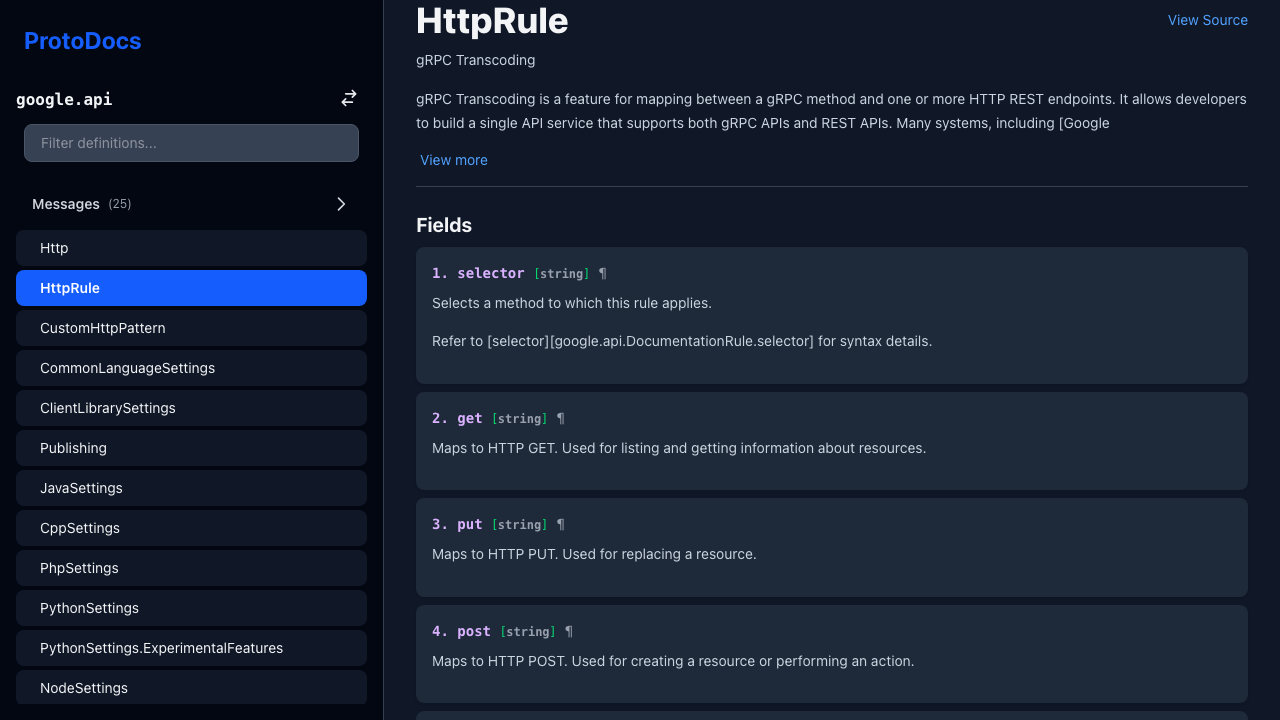 ProtoDocs
google.api
Filter definitions...
Messages (25)
Http
HttpRule
CustomHttpPattern
CommonLanguageSettings
ClientLibrarySettings
Publishing
JavaSettings
CppSettings
PhpSettings
PythonSettings
PythonSettings.ExperimentalFeatures
NodeSettings
HttpRule
View Source
gRPC Transcoding
gRPC Transcoding is a feature for mapping between a gRPC method and one or more HTTP REST endpoints. It allows developers
to build a single API service that supports both gRPC APIs and REST APIs. Many systems, including [Google
View more
Fields
1. selector [string] ¶
Selects a method to which this rule applies.
Refer to [selector][google.api.DocumentationRule.selector] for syntax details.
2. get [string] ¶
Maps to HTTP GET. Used for listing and getting information about resources.
3. put [string] ¶
Maps to HTTP PUT. Used for replacing a resource.
4. post [string] ¶
Maps to HTTP POST. Used for creating a resource or performing an action.